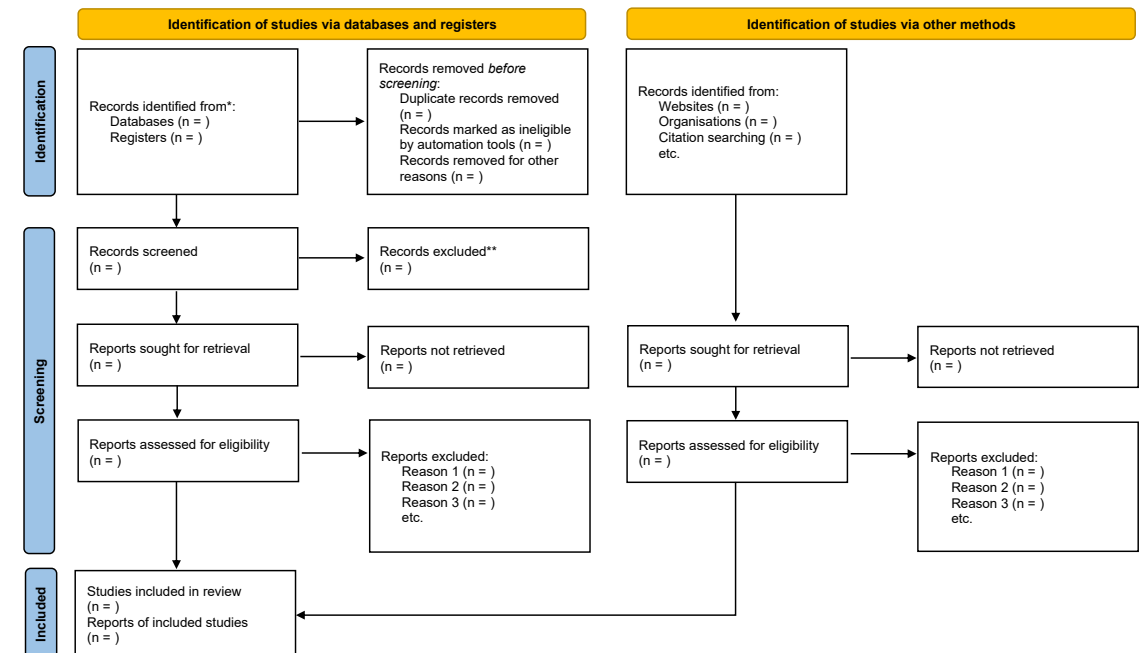 Identification of studies via databases and registers
Identification of studies via other methods
Identification
Records identified from*:
Databases (n = )
Registers (n = )
Records removed before
screening:
Duplicate records removed
(n = )
Records marked as ineligible
by automation tools (n = )
Records removed for other
reasons (n = )
Records identified from:
Websites (n = )
Organisations (n = )
Citation searching (n = )
etc.
Screening
Records screened
(n = )
Records excluded**
(n = )
Reports sought for retrieval
(n = )
Reports not retrieved
(n = )
Reports sought for retrieval
(n = )
Reports not retrieved
(n = )
Reports assessed for eligibility
(n = )
Reports excluded:
Reason 1 (n = )
Reason 2 (n = )
Reason 3 (n = )
etc.
Reports assessed for eligibility
(n = )
Reports excluded:
Reason 1 (n = )
Reason 2 (n = )
Reason 3 (n = )
etc.
Included
Studies included in review
(n = )
Reports of included studies
(n = )